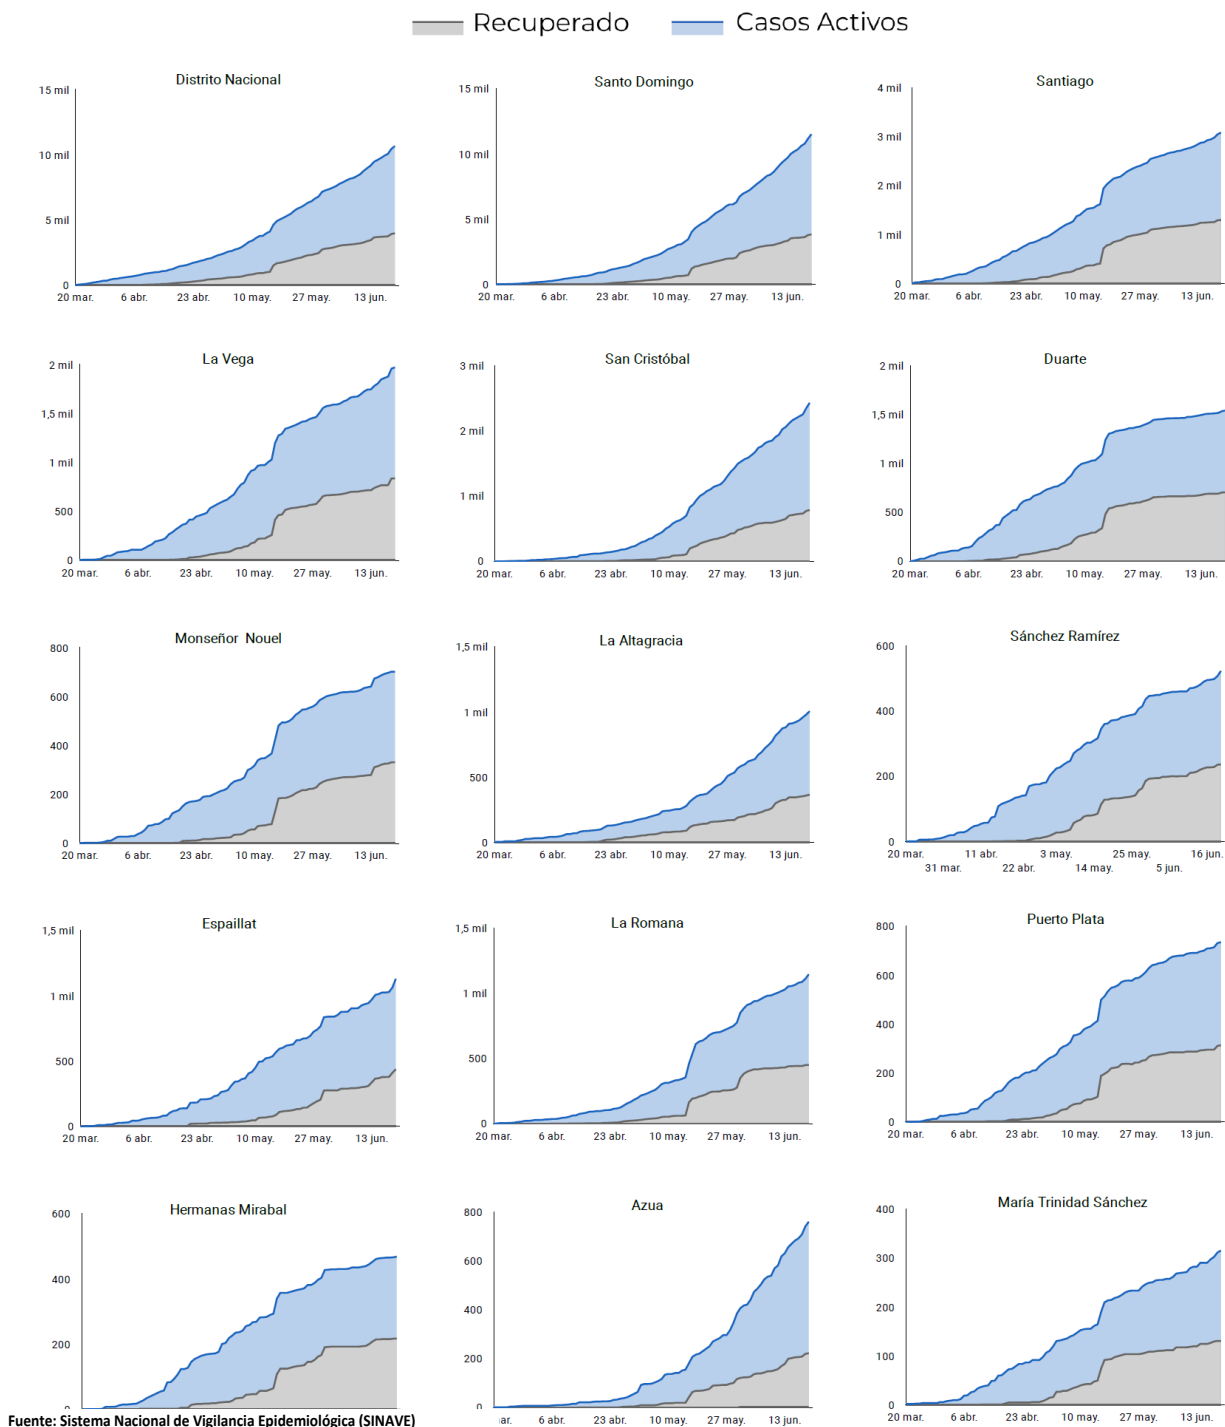 Recuperado Casos Activos
Distrito Nacional
15 mil
10 mil
5 mil
0
20 mar. 6 abr. 23 abr. 10 may. 27 may. 13 jun.
Santo Domingo
15 mil
10 mil
5 mil
0
20 mar. 6 abr. 23 abr. 10 may. 27 may. 13 jun.
Santiago
4 mil
3 mil
2 mil
1 mil
0
20 mar. 6 abr. 23 abr. 10 may. 27 may. 13 jun.
La Vega
2 mil
1,5 mil
1 mil
500
0
20 mar. 6 abr. 23 abr. 10 may. 27 may. 13 jun.
San Cristóbal
3 mil
2 mil
1 mil
0
20 mar. 6 abr. 23 abr. 10 may. 27 may. 13 jun.
Duarte
2 mil
1,5 mil
1 mil
500
0
20 mar. 6 abr. 23 abr. 10 may. 27 may. 13 jun.
Monseñor Nouel
800
600
400
200
0
20 mar. 6 abr. 23 abr. 10 may. 27 may. 13 jun.
La Altagracia
1,5 mil
1 mil
500
0
20 mar. 6 abr. 23 abr. 10 may. 27 may. 13 jun.
Sánchez Ramírez
600
400
200
0
20 mar. 11 abr. 3 may. 25 may. 16 jun.
31 mar. 22 abr. 14 may. 5 jun.
Espaillat
1,5 mil
1 mil
500
0
20 mar. 6 abr. 23 abr. 10 may. 27 may. 13 jun.
La Romana
1,5 mil
1 mil
500
0
20 mar. 6 abr. 23 abr. 10 may. 27 may. 13 jun.
Puerto Plata
800
600
400
200
0
20 mar. 6 abr. 23 abr. 10 may. 27 may. 13 jun.
Hermanas Mirabal
600
400
200
0
Azua
800
600
400
200
0
ar. 6 abr. 23 abr. 10 may. 27 may. 13 jun.
María Trinidad Sánchez
400
300
200
100
0
20 mar. 6 abr. 23 abr. 10 may. 27 may. 13 jun.
Fuente: Sistema Nacional de Vigilancia Epidemiológica (SINAVE)